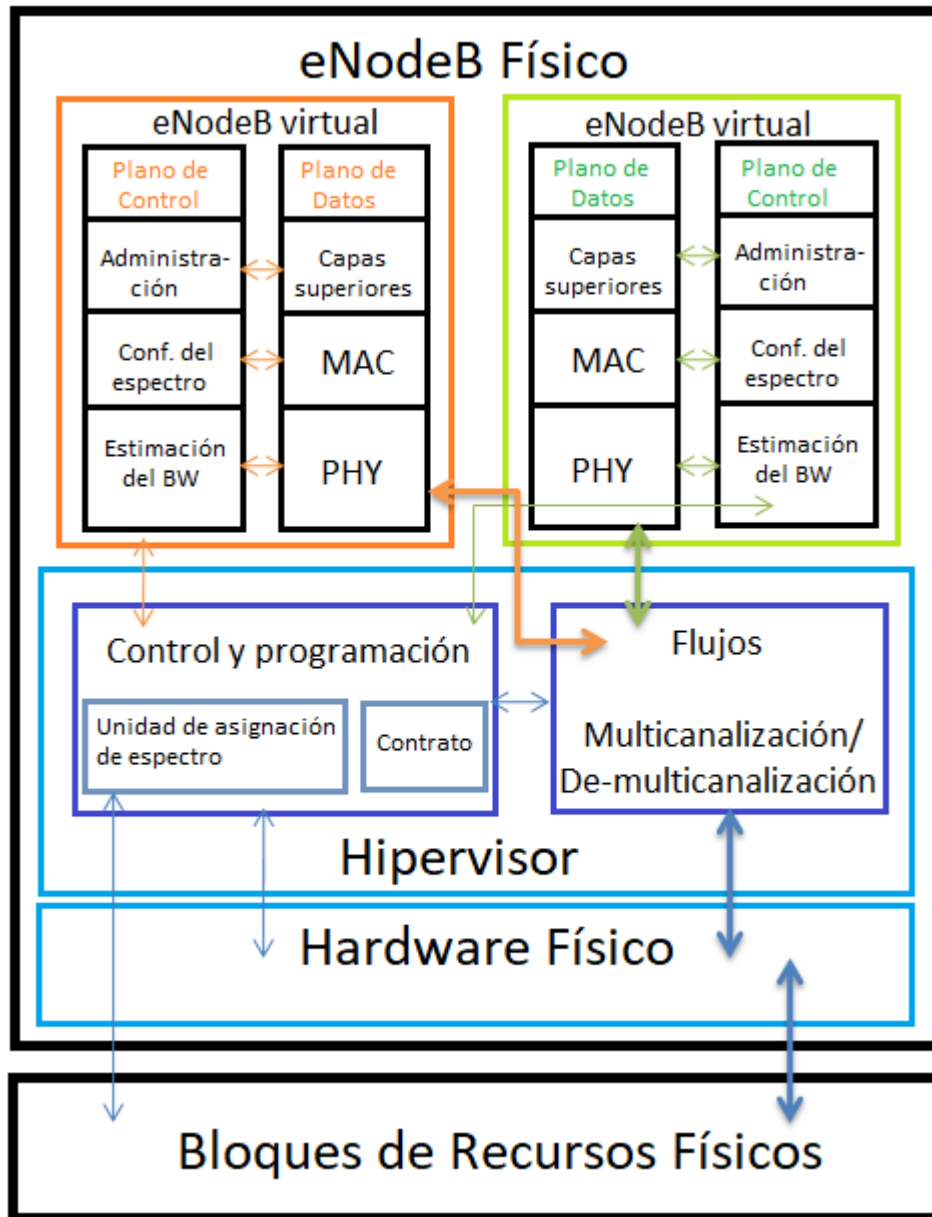 eNodeB Físico
eNodeB virtual
Plano de
Control
Plano de
Datos
Administra-
ción
Capas
superiores
Conf. del
espectro
MAC
Estimación
del BW
PHY
eNodeB virtual
Plano de
Datos
Plano de
Control
Capas
superiores
Administra-
ción
MAC
Conf. del
espectro
PHY
Estimación
del BW
Control y programación
Unidad de asignación
de espectro
Contrato
Flujos
Multicanalización/
De-multicanalización
Hipervisor
Hardware Físico
Bloques de Recursos Físicos